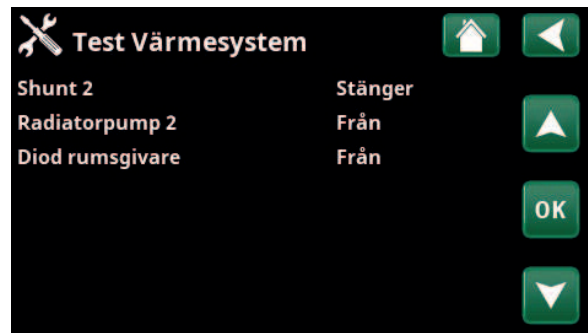 Test Värmesystem
Shunt 2 Stänger
Radiatorpump 2 Från
Diod rumsgivare Från
OK